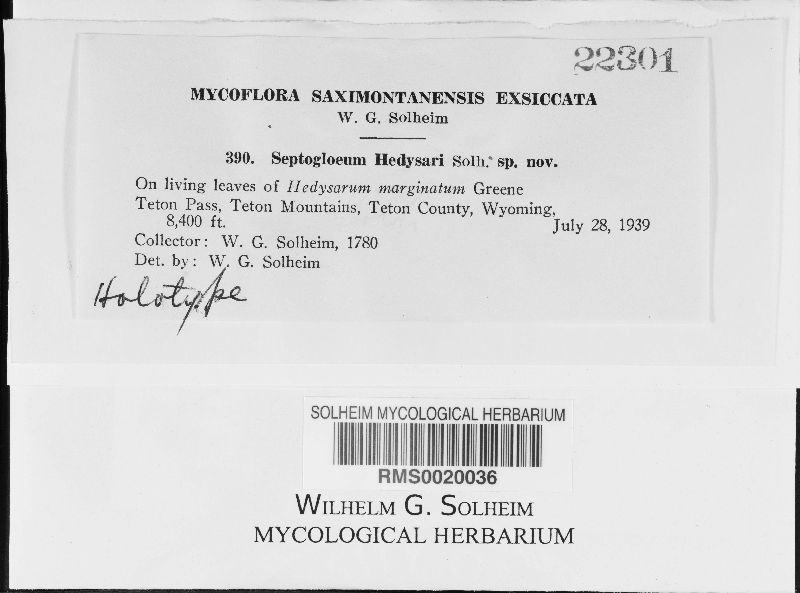 22301
MYCOFLORA SAXIMONTANENSIS EXSICCATA
W. G. Solheim
390. Septogloeum Hedysari Solh. sp. nov.
On living leaves of Hedysarum marginatum Greene
Teton Pass, Teton Mountains, Teton County, Wyoming,
8,400 ft. July 28, 1939
Collector: W. G. Solheim, 1780
Det. by: W. G. Solheim
Holotype
SOLHEIM MYCOLOGICAL HERBARIUM
RMS0020036
WILHELM G. SOLHEIM
MYCOLOGICAL HERBARIUM